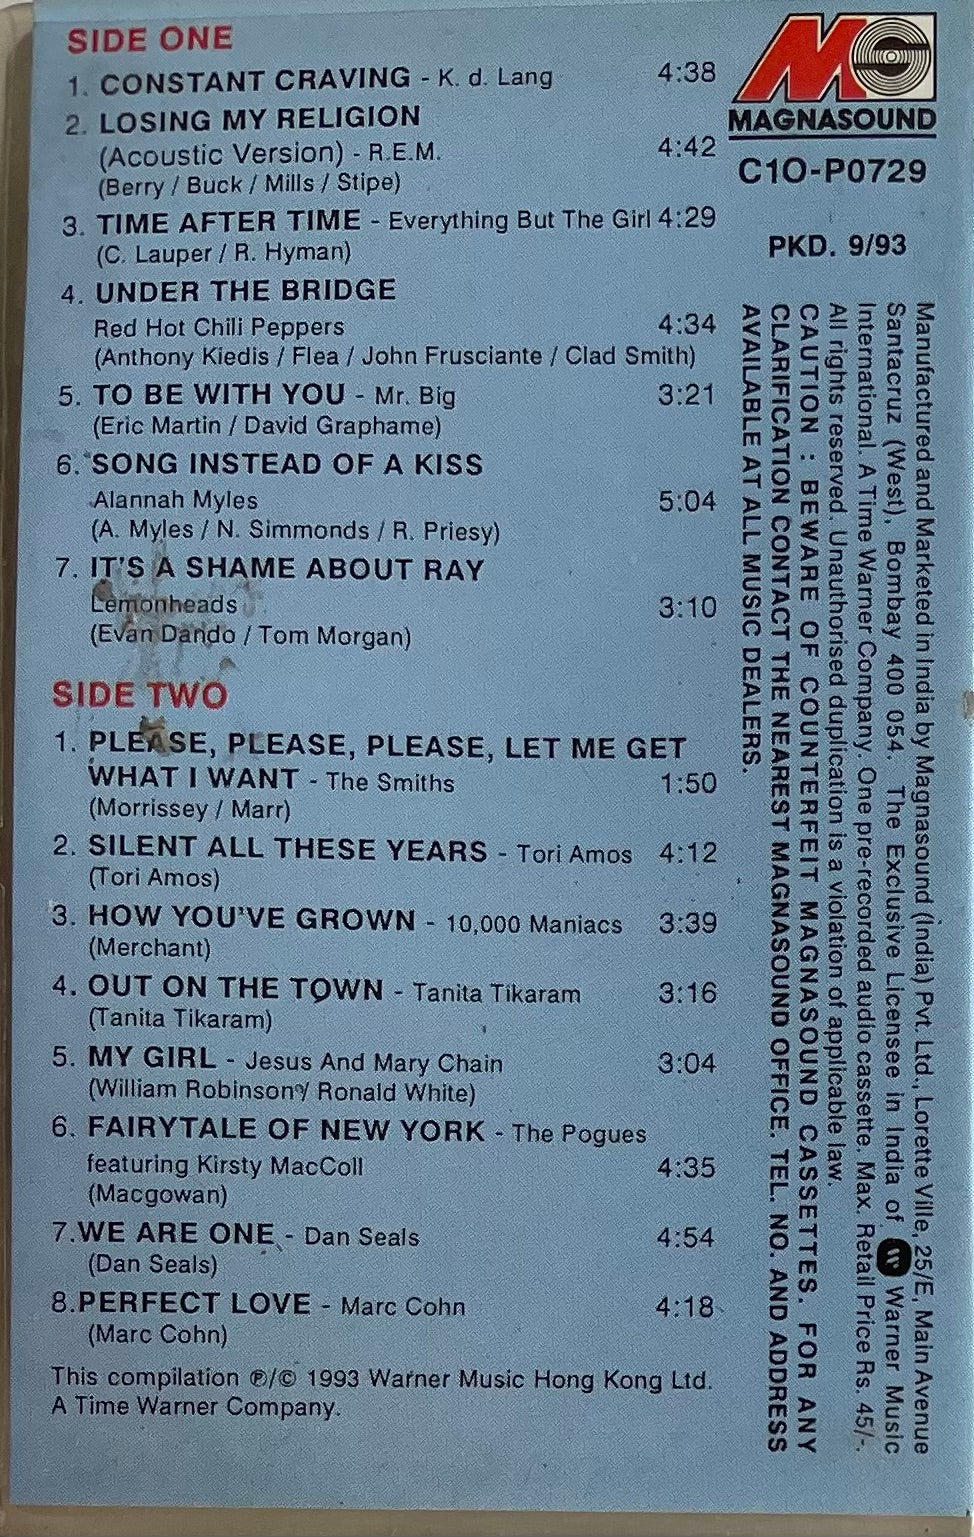 SIDE ONE
1. CONSTANT CRAVING - K. d. Lang 4:38
2. LOSING MY RELIGION
(Acoustic Version) - R.E.M. 4:42
(Berry / Buck / Mills / Stipe)
3. TIME AFTER TIME - Everything But The Girl 4:29
(C. Lauper / R. Hyman)
4. UNDER THE BRIDGE
Red Hot Chili Peppers 4:34
(Anthony Kiedis / Flea / John Frusciante / Clad Smith)
5. TO BE WITH YOU - Mr. Big 3:21
(Eric Martin / David Graphame)
6. SONG INSTEAD OF A KISS
Alannah Myles 5:04
(A. Myles / N. Simmonds / R. Priesy)
7. IT'S A SHAME ABOUT RAY
Lemonheads 3:10
(Evan Dando / Tom Morgan)
SIDE TWO
1. PLEASE, PLEASE, PLEASE, LET ME GET
WHAT I WANT - The Smiths 1:50
(Morrissey / Marr)
2. SILENT ALL THESE YEARS - Tori Amos 4:12
(Tori Amos)
3. HOW YOU'VE GROWN - 10,000 Maniacs 3:39
(Merchant)
4. OUT ON THE TOWN - Tanita Tikaram 3:16
(Tanita Tikaram)
5. MY GIRL - Jesus And Mary Chain 3:04
(William Robinson / Ronald White)
6. FAIRYTALE OF NEW YORK - The Pogues
featuring Kirsty MacColl 4:35
(Macgowan)
7.WE ARE ONE - Dan Seals 4:54
(Dan Seals)
8.PERFECT LOVE - Marc Cohn 4:18
(Marc Cohn)
This compilation ℗/© 1993 Warner Music Hong Kong Ltd.
A Time Warner Company.
MAGNASOUND
C1O-P0729
PKD. 9/93
Manufactured and Marketed in India by Magnasound (India) Pvt. Ltd., Lorette Ville, 25/E, Main Avenue
Santacruz (West), Bombay 400 054. The Exclusive Licensee in India of Warner Music
International. A Time Warner Company. One pre-recorded audio cassette. Max. Retail Price Rs. 45/-.
All rights reserved. Unauthorised duplication is a violation of applicable law.
CAUTION : BEWARE OF COUNTERFEIT MAGNASOUND CASSETTES. FOR ANY
CLARIFICATION CONTACT THE NEAREST MAGNASOUND OFFICE. TEL. NO. AND ADDRESS
AVAILABLE AT ALL MUSIC DEALERS.